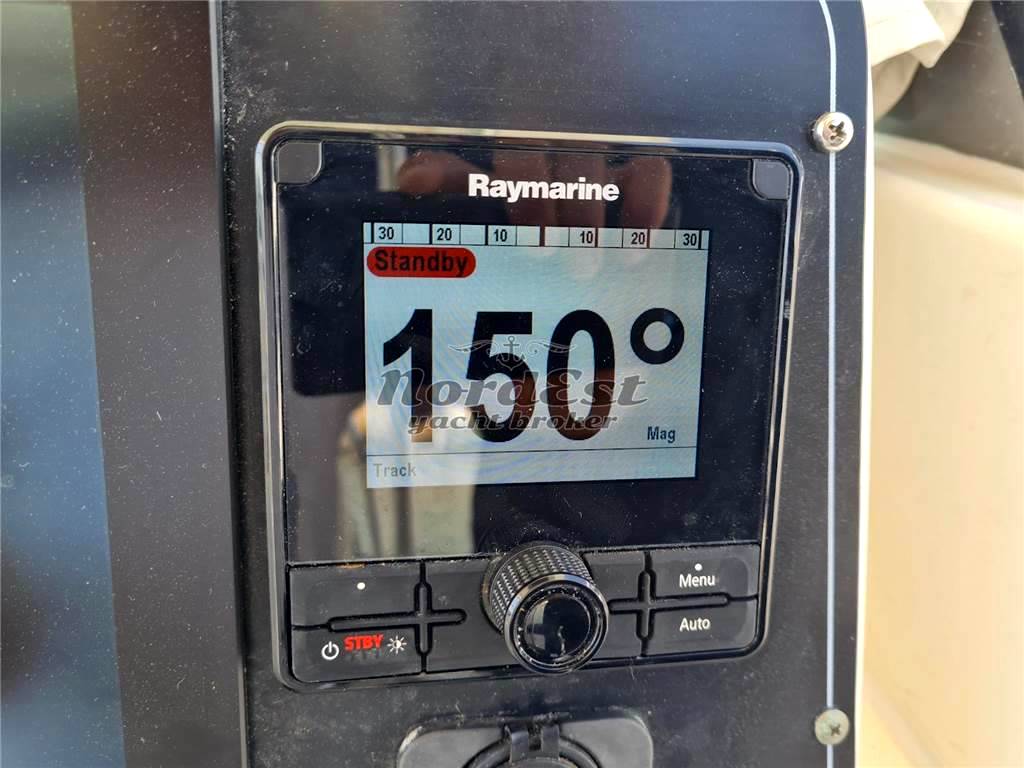 Raymarine
30 20 10 10 20 30
Standby
150°
NordEst
yacht broker
Mag
Track
Menu
STBY
Auto